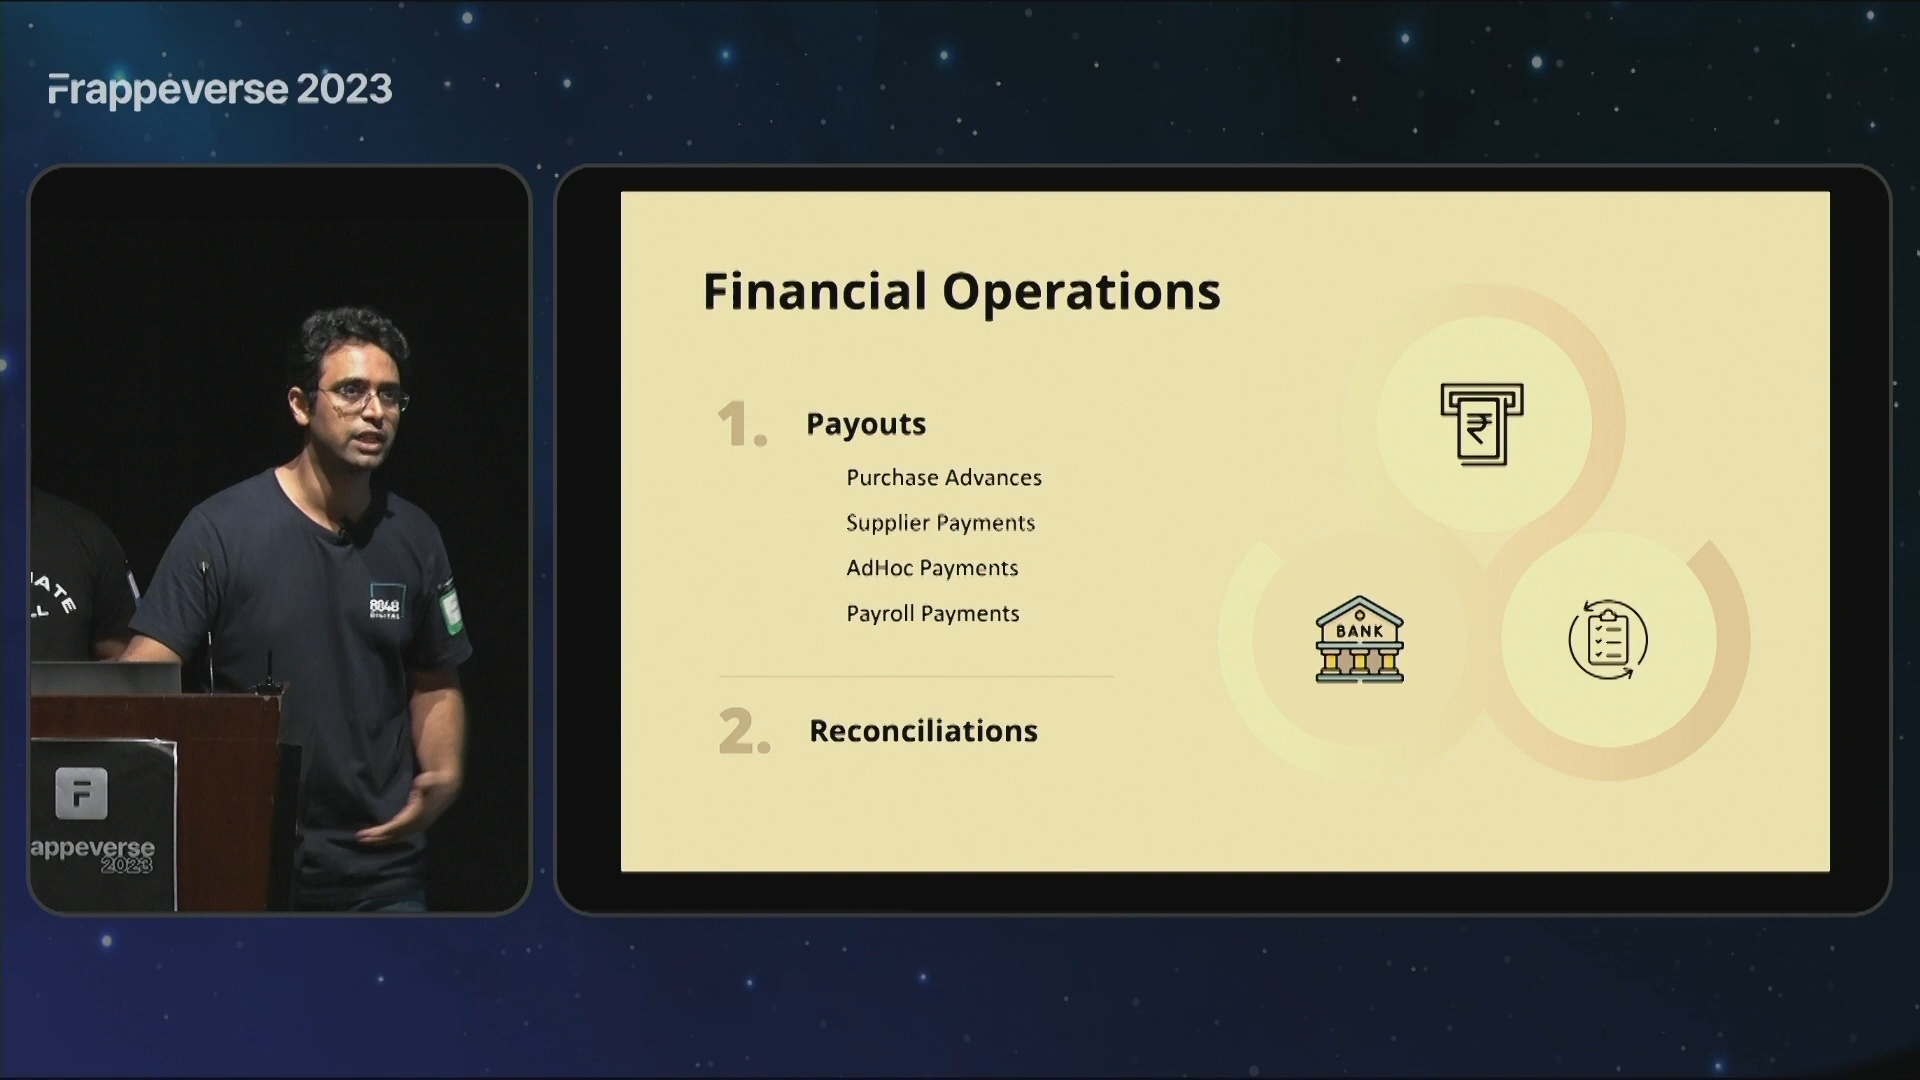 Frappeverse 2023
Financial Operations
1. Payouts
Purchase Advances
Supplier Payments
AdHoc Payments
Payroll Payments
2. Reconciliations
BANK
₹
8848
DIGITAL
F
appeverse
2023